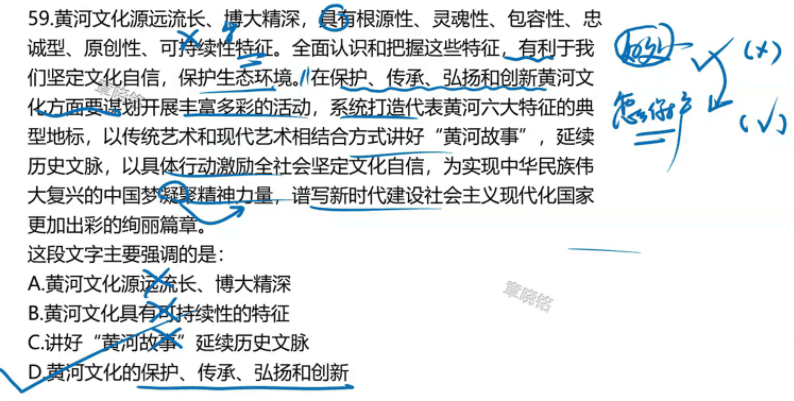 59.黄河文化源远流长、博大精深，具有根源性、灵魂性、包容性、忠
诚型、原创性、可持续性特征。全面认识和把握这些特征，有利于我
们坚定文化自信，保护生态环境。在保护、传承、弘扬和创新黄河文
化方面要谋划开展丰富多彩的活动，系统打造代表黄河六大特征的典
型地标，以传统艺术和现代艺术相结合方式讲好“黄河故事”，延续
历史文脉，以具体行动激励全社会坚定文化自信，为实现中华民族伟
大复兴的中国梦凝聚精神力量，谱写新时代建设社会主义现代化国家
更加出彩的绚丽篇章。
这段文字主要强调的是：
A.黄河文化源远流长、博大精深
B.黄河文化具有可持续性的特征
C.讲好“黄河故事”延续历史文脉
D.黄河文化的保护、传承、弘扬和创新
(×)
(√)
章晓铭
章晓铭